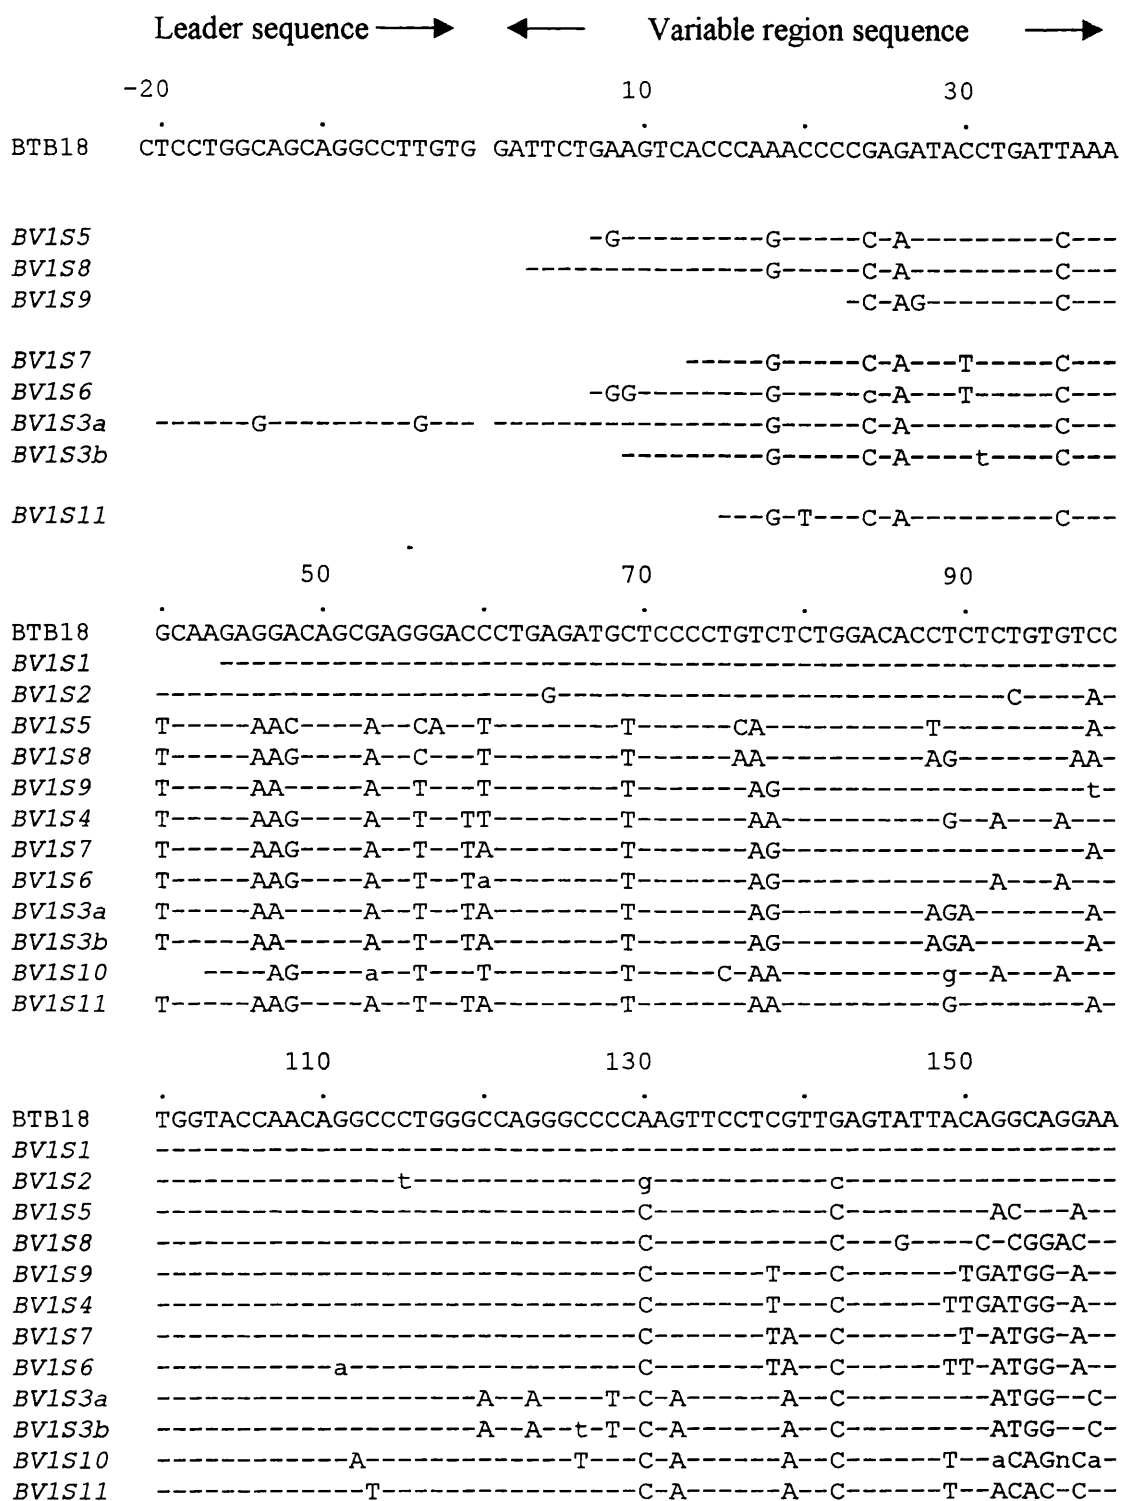 Leader sequence ⟶ ⟵ Variable region sequence ⟶
-20 10 30
. . . . . .
BTB18 CTCCTGGCAGCAGGCCTTGTG GATTCTGAAGTCACCCAAACCCCGAGATACCTGATTAAA
BV1S5 -G---------G-----C-A---------C---
BV1S8 ---------------G-----C-A---------C---
BV1S9 -C-AG--------C---
BV1S7 -----G-----C-A---T-----C---
BV1S6 -GG--------G-----c-A---T-----C---
BV1S3a ------G---------G--- -----------------G-----C-A---------C---
BV1S3b ---------G-----C-A----t----C---
BV1S11 ---G-T---C-A---------C---
50 70 90
. . . . . .
BTB18 GCAAGAGGACAGCGAGGGACCCTGAGATGCTCCCCTGTCTCTGGACACCTCTCTGTGTCC
BV1S1 --------------------------------------------------------
BV1S2 ------------------------G----------------------------C----A-
BV1S5 T-----AAC----A--CA--T--------T------CA----------T---------A-
BV1S8 T-----AAG----A--C---T--------T------AA----------AG-------AA-
BV1S9 T-----AA-----A--T---T--------T-------AG-------------------t-
BV1S4 T-----AAG----A--T--TT--------T-------AA----------G--A---A---
BV1S7 T-----AAG----A--T--TA--------T-------AG-------------------A-
BV1S6 T-----AAG----A--T--Ta--------T-------AG-------------A---A---
BV1S3a T-----AA-----A--T--TA--------T-------AG---------AGA-------A-
BV1S3b T-----AA-----A--T--TA--------T-------AG---------AGA-------A-
BV1S10 ----AG----a--T---T--------T-----C-AA----------g--A---A---
BV1S11 T-----AAG----A--T--TA--------T-------AA----------G--------A-
110 130 150
. . . . . .
BTB18 TGGTACCAACAGGCCCTGGGCCAGGGCCCCAAGTTCCTCGTTGAGTATTACAGGCAGGAA
BV1S1 ------------------------------------------------------------
BV1S2 ---------------t--------------g-----------c-----------------
BV1S5 ------------------------------C-----------C---------AC---A--
BV1S8 ------------------------------C-----------C---G----C-CGGAC--
BV1S9 ------------------------------C-------T---C-------TGATGG-A--
BV1S4 ------------------------------C-------T---C------TTGATGG-A--
BV1S7 ------------------------------C-------TA--C-------T-ATGG-A--
BV1S6 -----------a------------------C-------TA--C------TT-ATGG-A--
BV1S3a --------------------A--A----T-C-A------A--C---------ATGG--C-
BV1S3b --------------------A--A--t-T-C-A------A--C---------ATGG--C-
BV1S10 ------------A-------------T---C-A------A--C------T--aCAGnCa-
BV1S11 -------------T----------------C-A------A--C------T--ACAC-C--